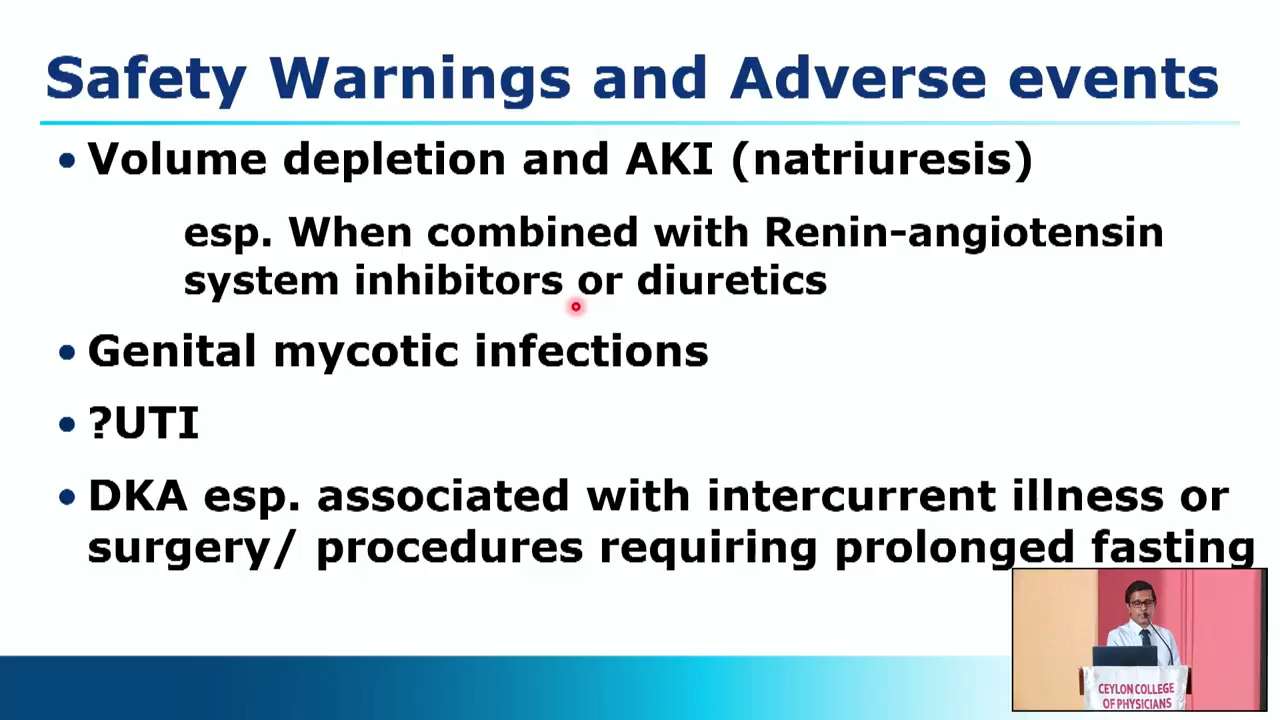 Safety Warnings and Adverse events
• Volume depletion and AKI (natriuresis)
esp. When combined with Renin-angiotensin
system inhibitors or diuretics
• Genital mycotic infections
• ?UTI
• DKA esp. associated with intercurrent illness or
surgery/ procedures requiring prolonged fasting
CEYLON COLLEGE
OF PHYSICIANS